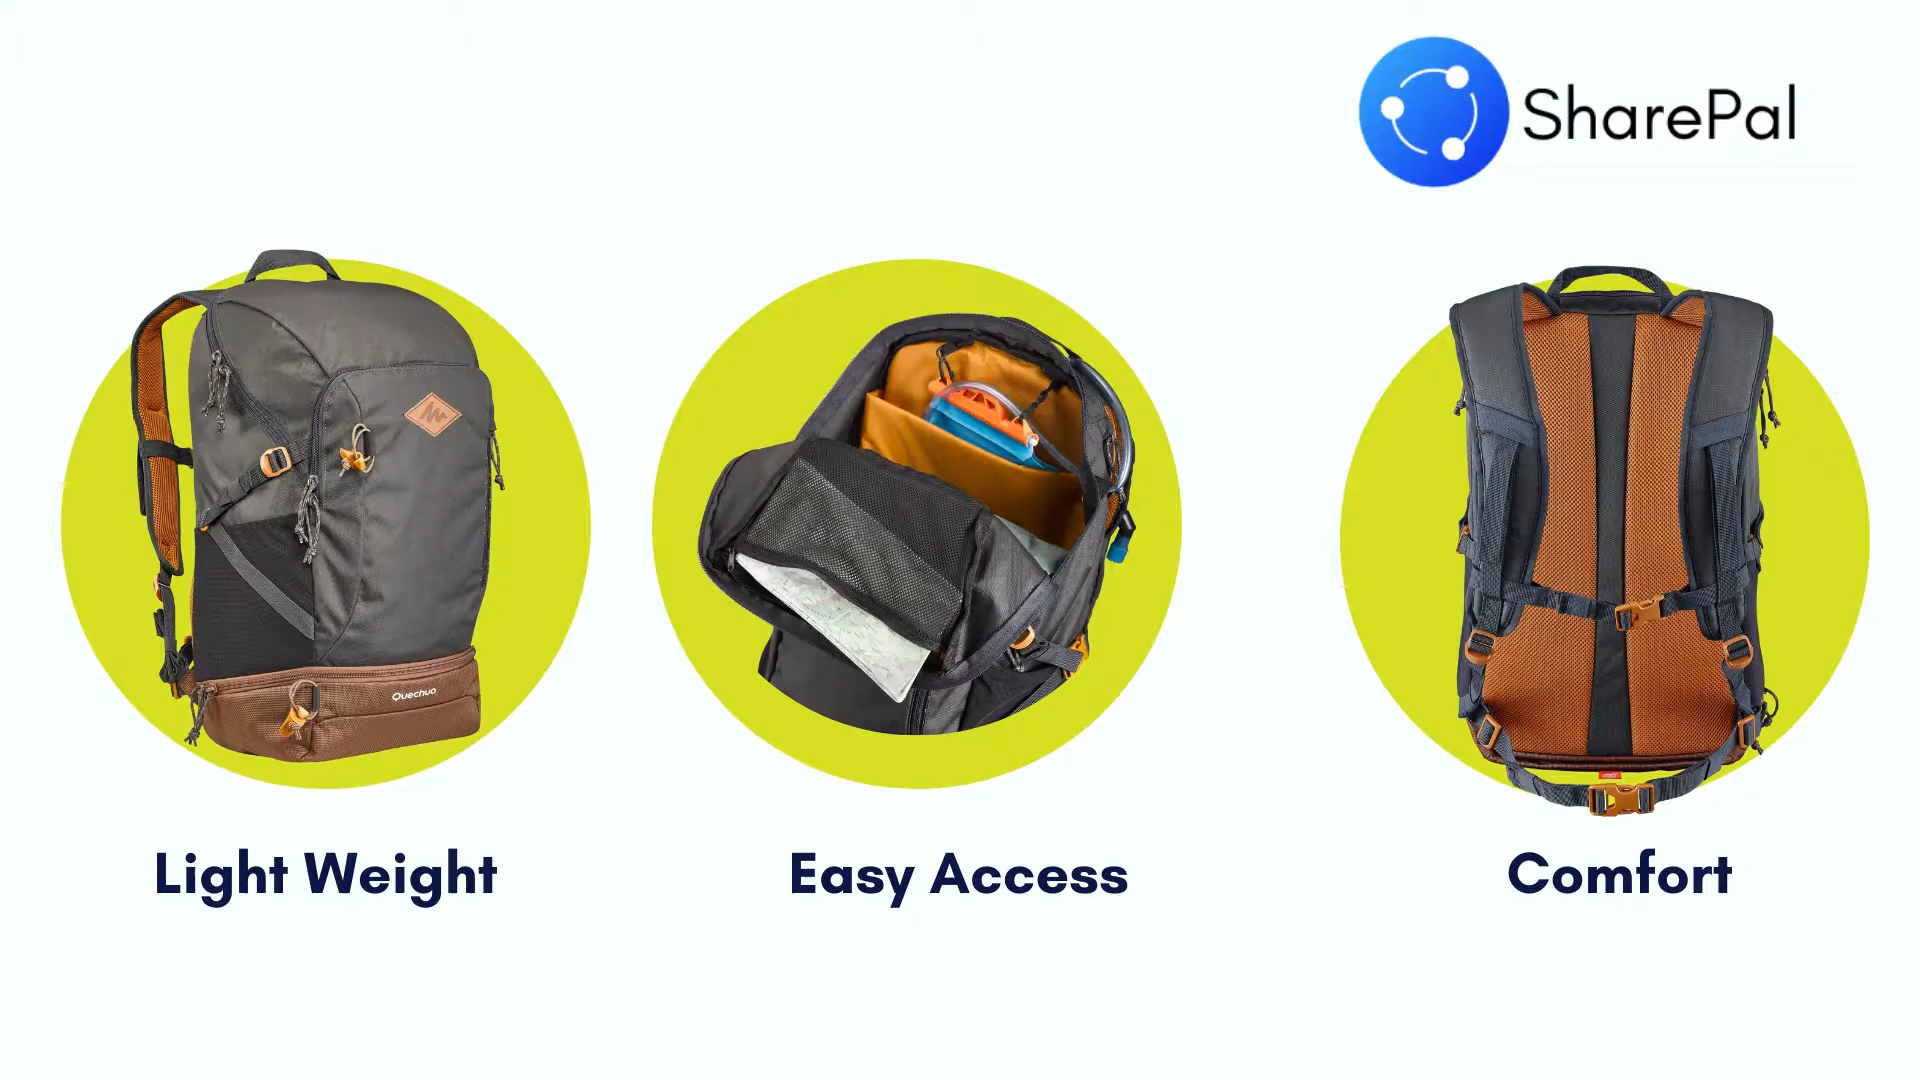 SharePal
Quechua
Light Weight
Easy Access
Comfort